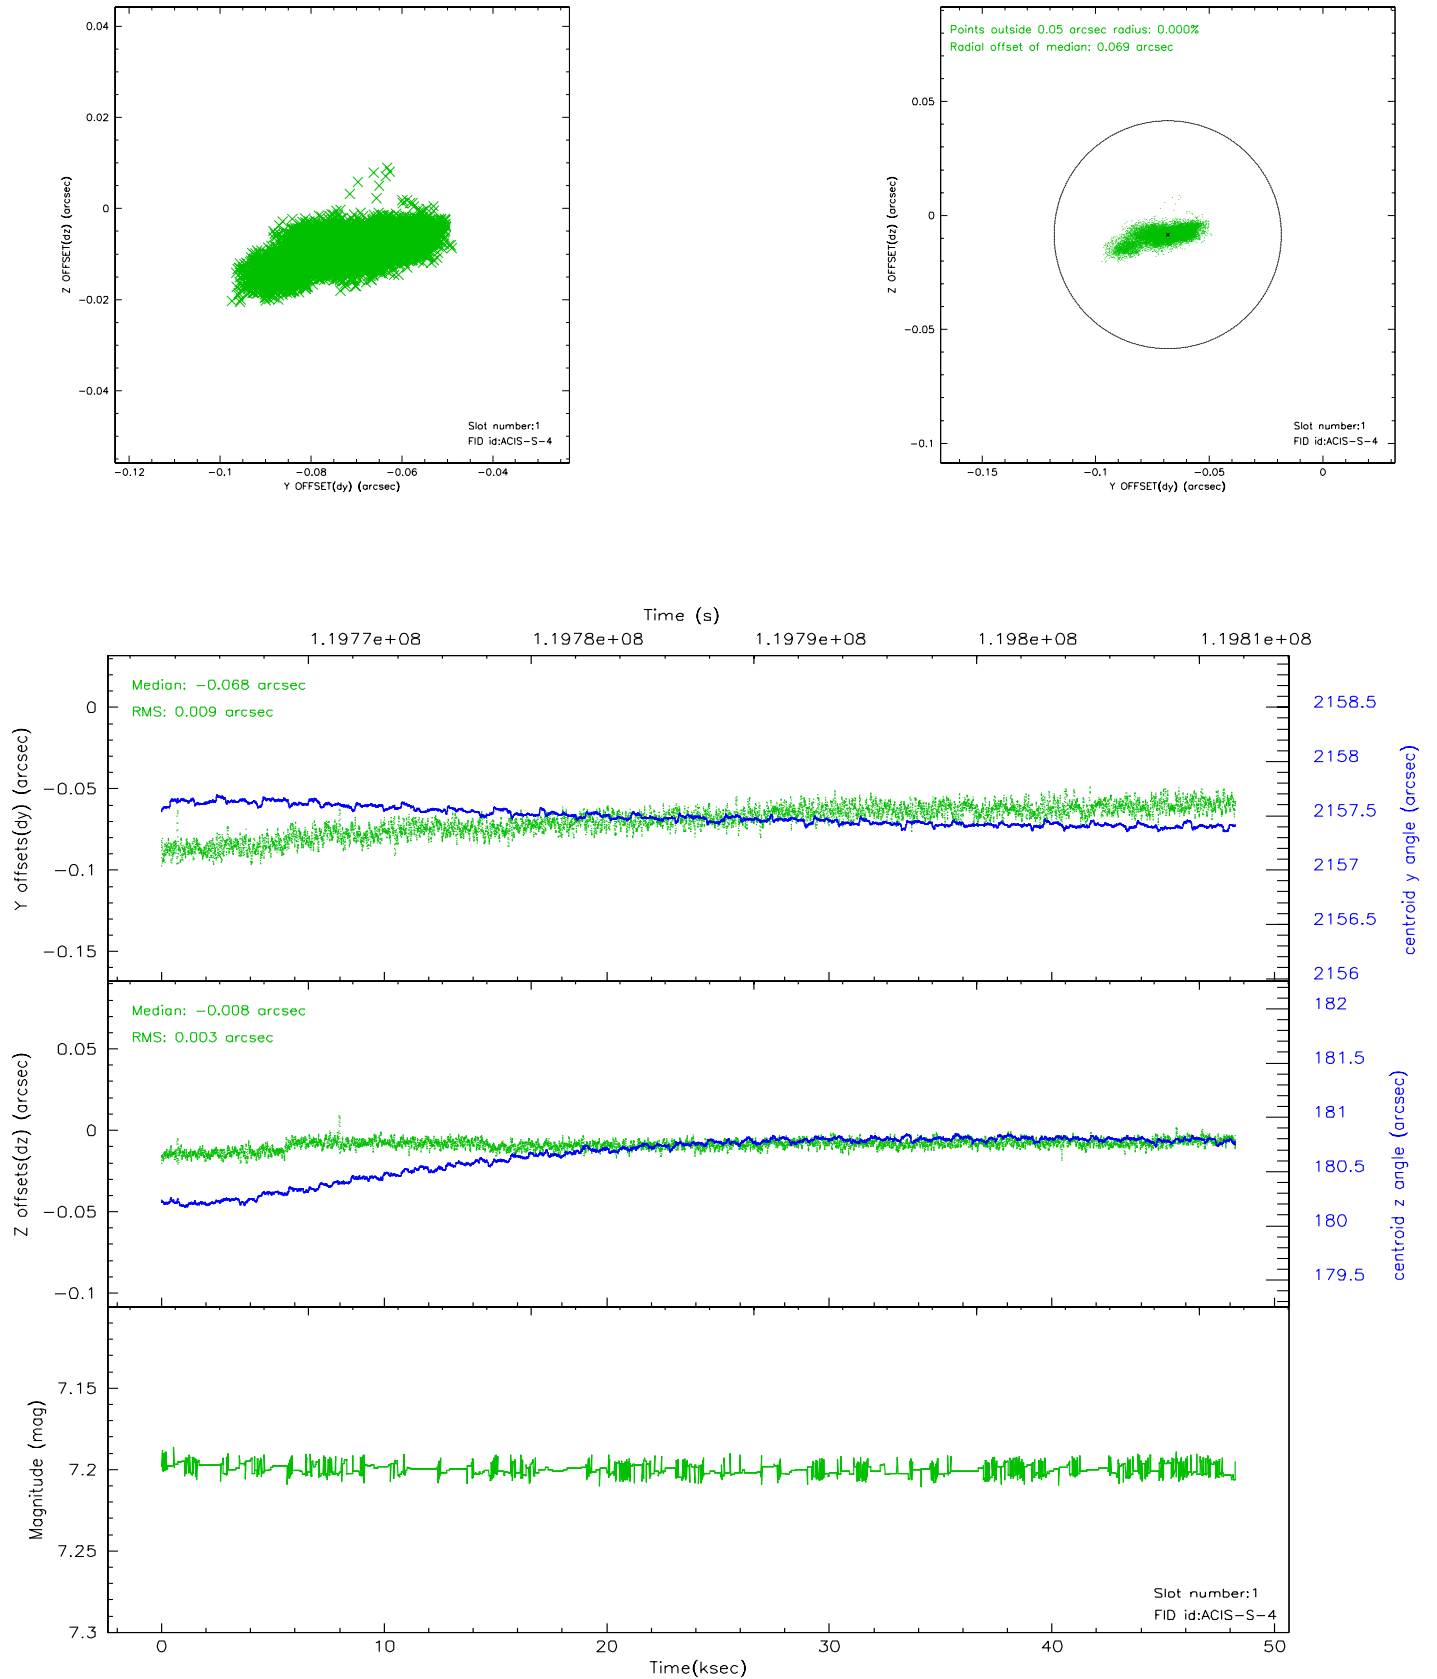 0.04
0.02
0
−0.02
−0.04
Z OFFSET(dz) (arcsec)
Slot number:1
FID id:ACIS−S−4
−0.12
−0.1
−0.08
−0.06
−0.04
Y OFFSET(dy) (arcsec)
Points outside 0.05 arcsec radius: 0.000%
Radial offset of median: 0.069 arcsec
0.05
0
−0.05
−0.1
Z OFFSET(dz) (arcsec)
Slot number:1
FID id:ACIS−S−4
−0.15
−0.1
−0.05
0
Y OFFSET(dy) (arcsec)
Time (s)
1.1977e+08
1.1978e+08
1.1979e+08
1.198e+08
1.1981e+08
Median: −0.068 arcsec
RMS: 0.009 arcsec
0
−0.05
−0.1
−0.15
Y offsets(dy) (arcsec)
2158.5
2158
2157.5
2157
2156.5
2156
centroid y angle (arcsec)
Median: −0.008 arcsec
RMS: 0.003 arcsec
0.05
0
−0.05
−0.1
Z offsets(dz) (arcsec)
182
181.5
181
180.5
180
179.5
centroid z angle (arcsec)
7.15
7.2
7.25
7.3
Magnitude (mag)
Slot number:1
FID id:ACIS−S−4
0
10
20
30
40
50
Time(ksec)